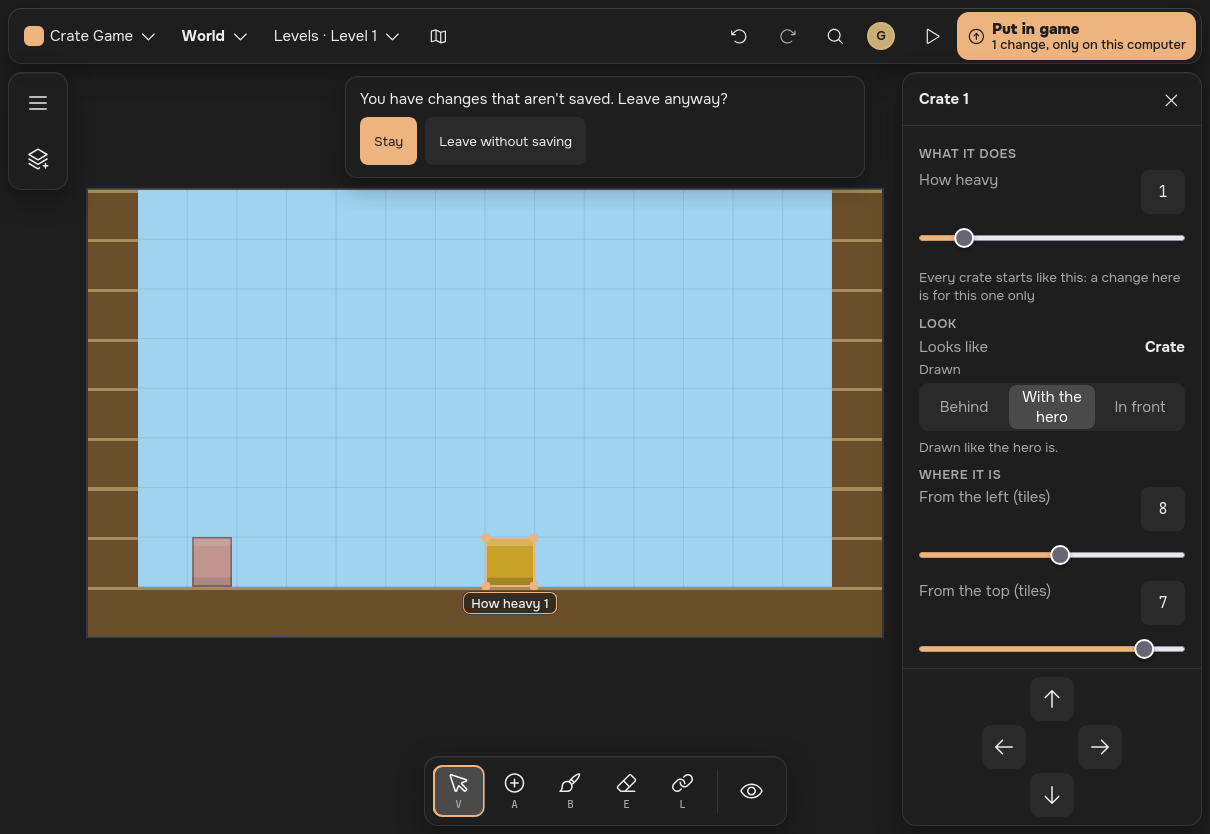 Crate Game
World
Levels · Level 1
G
Put in game
1 change, only on this computer
You have changes that aren't saved. Leave anyway?
Stay
Leave without saving
Crate 1
WHAT IT DOES
How heavy
1
Every crate starts like this: a change here
is for this one only
LOOK
Looks like
Crate
Drawn
Behind
With the
hero
In front
Drawn like the hero is.
WHERE IT IS
From the left (tiles)
8
From the top (tiles)
7
How heavy 1
V
A
B
E
L